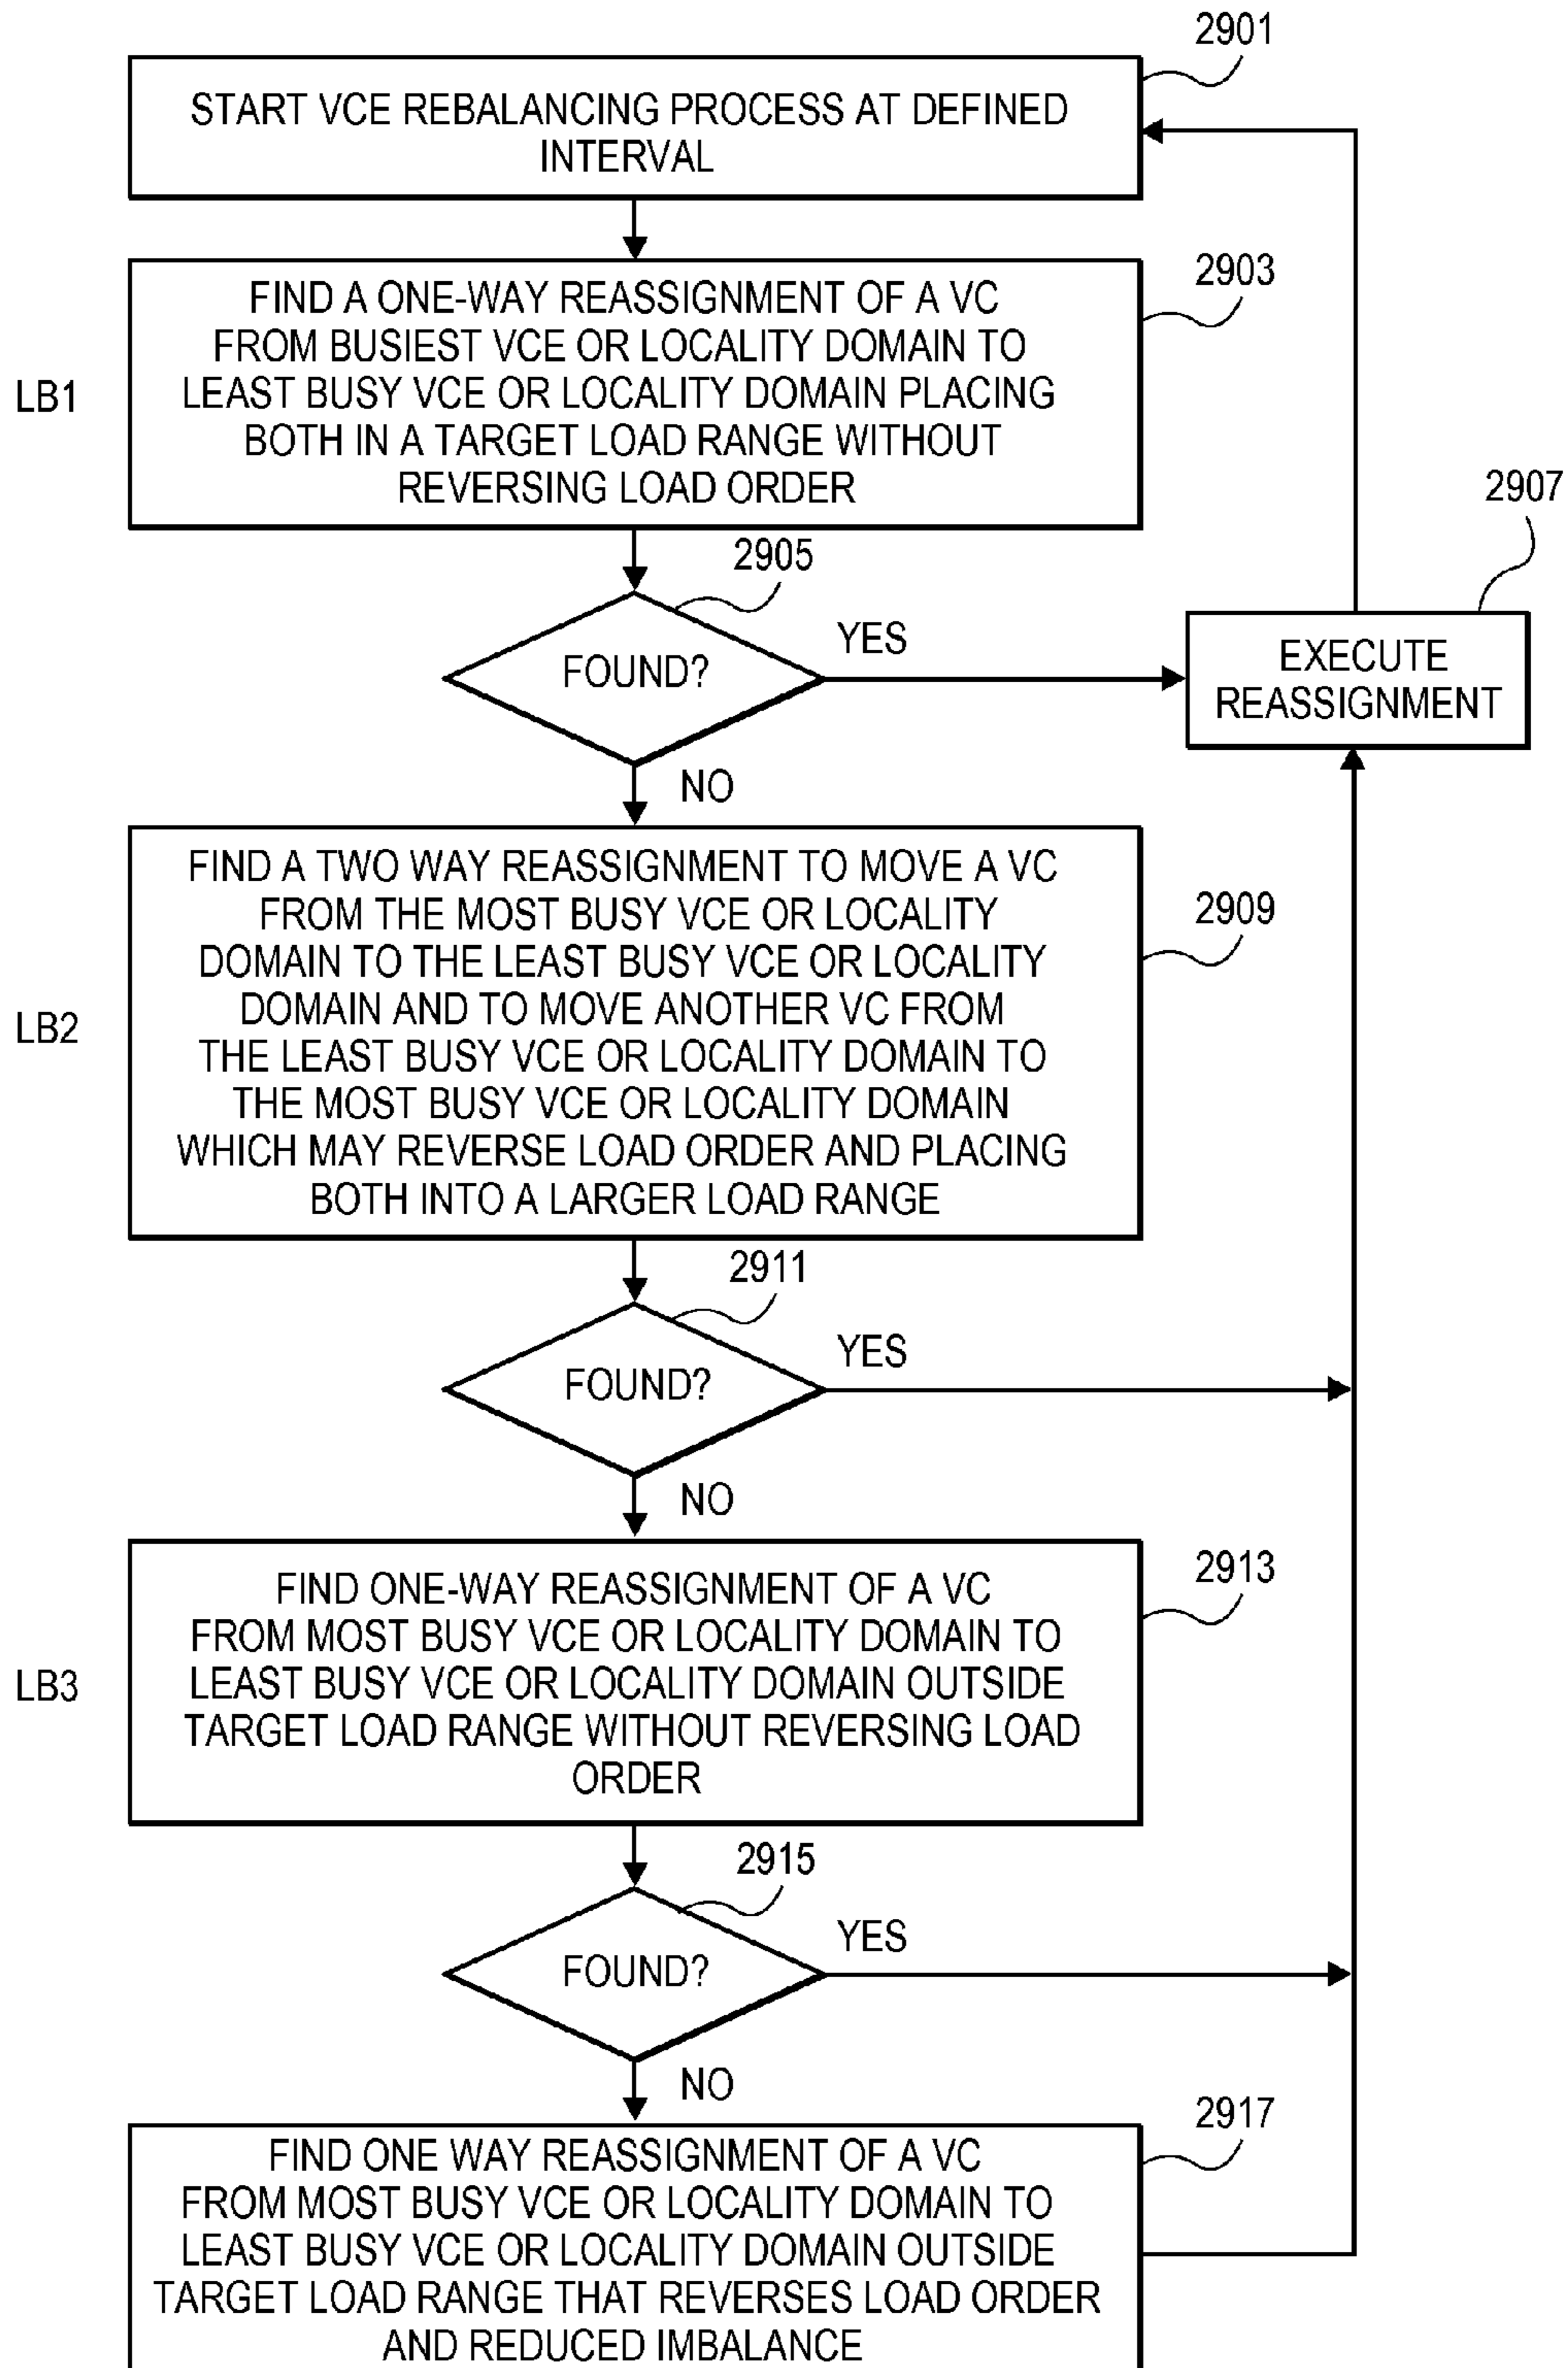 2901
START VCE REBALANCING PROCESS AT DEFINED
INTERVAL
2903
LB1
FIND A ONE-WAY REASSIGNMENT OF A VC
FROM BUSIEST VCE OR LOCALITY DOMAIN TO
LEAST BUSY VCE OR LOCALITY DOMAIN PLACING
BOTH IN A TARGET LOAD RANGE WITHOUT
REVERSING LOAD ORDER
2905
FOUND?
YES
2907
EXECUTE
REASSIGNMENT
NO
2909
LB2
FIND A TWO WAY REASSIGNMENT TO MOVE A VC
FROM THE MOST BUSY VCE OR LOCALITY
DOMAIN TO THE LEAST BUSY VCE OR LOCALITY
DOMAIN AND TO MOVE ANOTHER VC FROM
THE LEAST BUSY VCE OR LOCALITY DOMAIN TO
THE MOST BUSY VCE OR LOCALITY DOMAIN
WHICH MAY REVERSE LOAD ORDER AND PLACING
BOTH INTO A LARGER LOAD RANGE
2911
FOUND?
YES
NO
2913
LB3
FIND ONE-WAY REASSIGNMENT OF A VC
FROM MOST BUSY VCE OR LOCALITY DOMAIN TO
LEAST BUSY VCE OR LOCALITY DOMAIN OUTSIDE
TARGET LOAD RANGE WITHOUT REVERSING LOAD
ORDER
2915
FOUND?
YES
NO
2917
FIND ONE WAY REASSIGNMENT OF A VC
FROM MOST BUSY VCE OR LOCALITY DOMAIN TO
LEAST BUSY VCE OR LOCALITY DOMAIN OUTSIDE
TARGET LOAD RANGE THAT REVERSES LOAD ORDER
AND REDUCED IMBALANCE